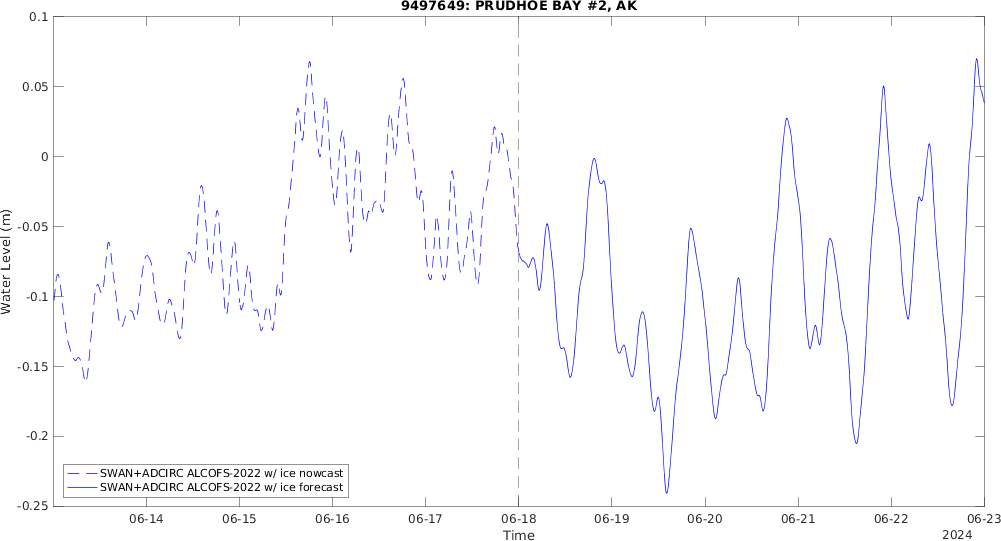 9497649: PRUDHOE BAY #2, AK
0.1
0.05
0
-0.05
-0.1
-0.15
-0.2
-0.25
Water Level (m)
SWAN+ADCIRC ALCOFS-2022 w/ ice nowcast
SWAN+ADCIRC ALCOFS-2022 w/ ice forecast
06-14 06-15 06-16 06-17 06-18 06-19 06-20 06-21 06-22 06-23
Time
2024